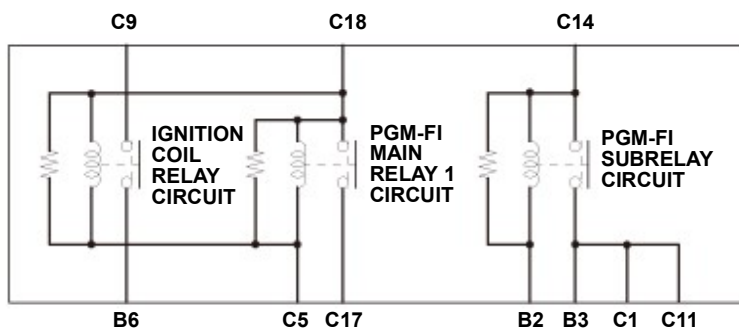 C9 C18 C14
IGNITION
COIL
RELAY
CIRCUIT
PGM-FI
MAIN
RELAY 1
CIRCUIT
PGM-FI
SUBRELAY
CIRCUIT
B6 C5 C17 B2 B3 C1 C11